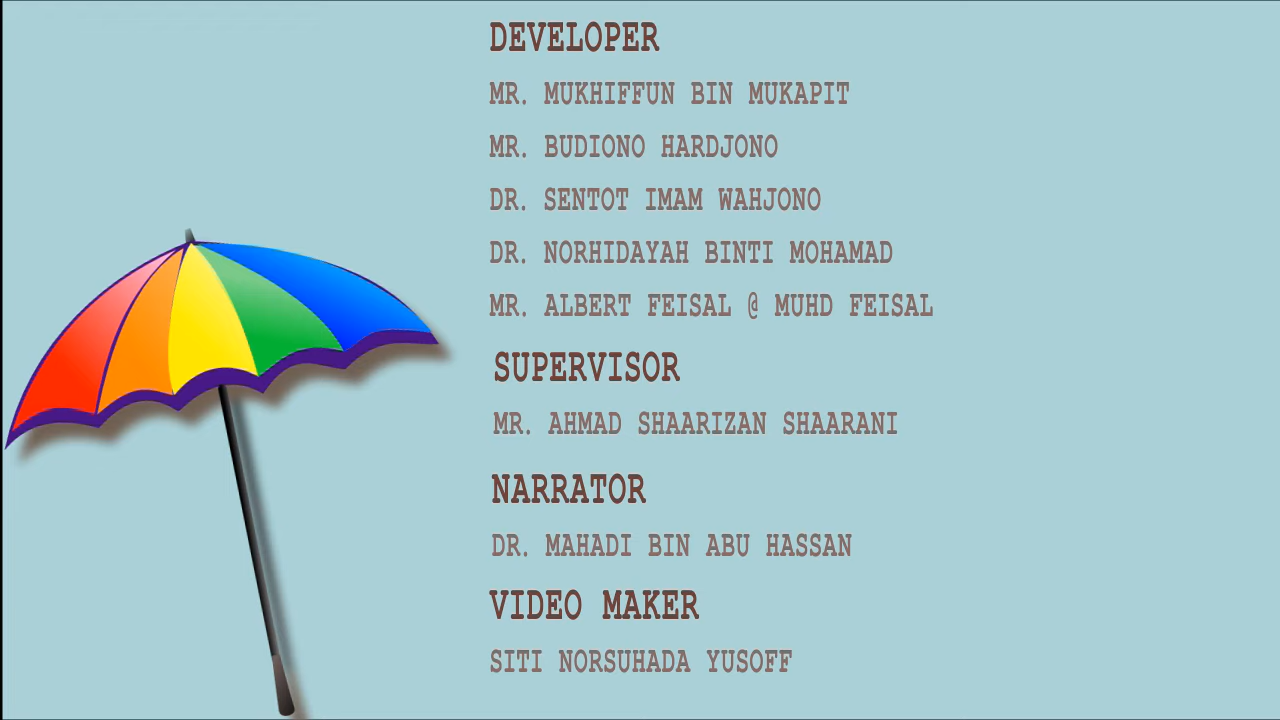 DEVELOPER
MR. MUKHIFFUN BIN MUKAPIT
MR. BUDIONO HARDJONO
DR. SENTOT IMAM WAHJONO
DR. NORHIDAYAH BINTI MOHAMAD
MR. ALBERT FEISAL @ MUHD FEISAL
SUPERVISOR
MR. AHMAD SHAARIZAN SHAARANI
NARRATOR
DR. MAHADI BIN ABU HASSAN
VIDEO MAKER
SITI NORSUHADA YUSOFF